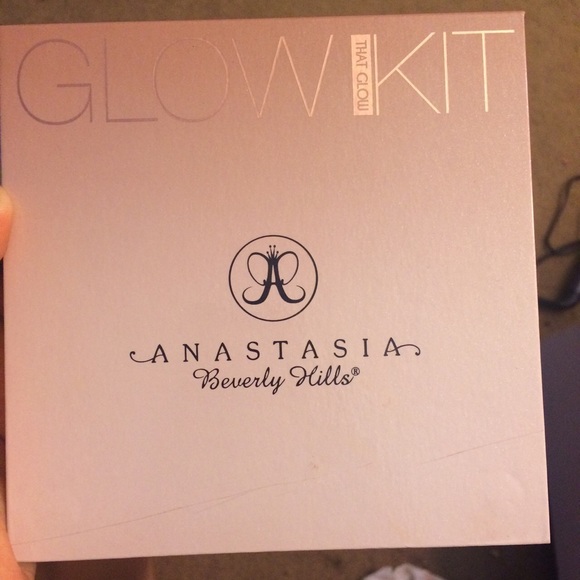 GLOW KIT
THAT GLOW
ANASTASIA
Beverly Hills®